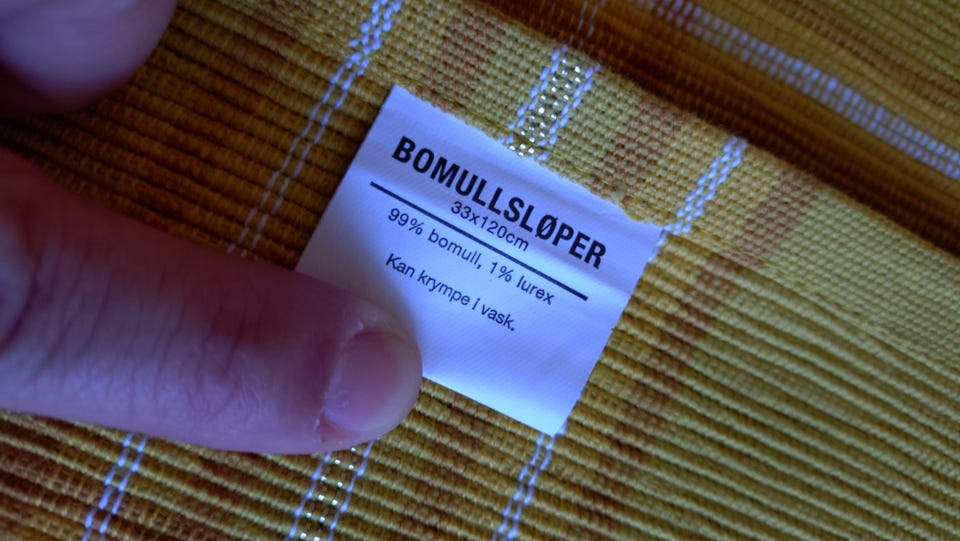 BOMULLSLØPER
33x120cm
99% bomull, 1% lurex
Kan krympe i vask.